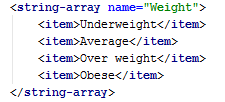 <string-array name="Weight">
    <item>Underweight</item>
    <item>Average</item>
    <item>Over weight</item>
    <item>Obese</item>
</string-array>